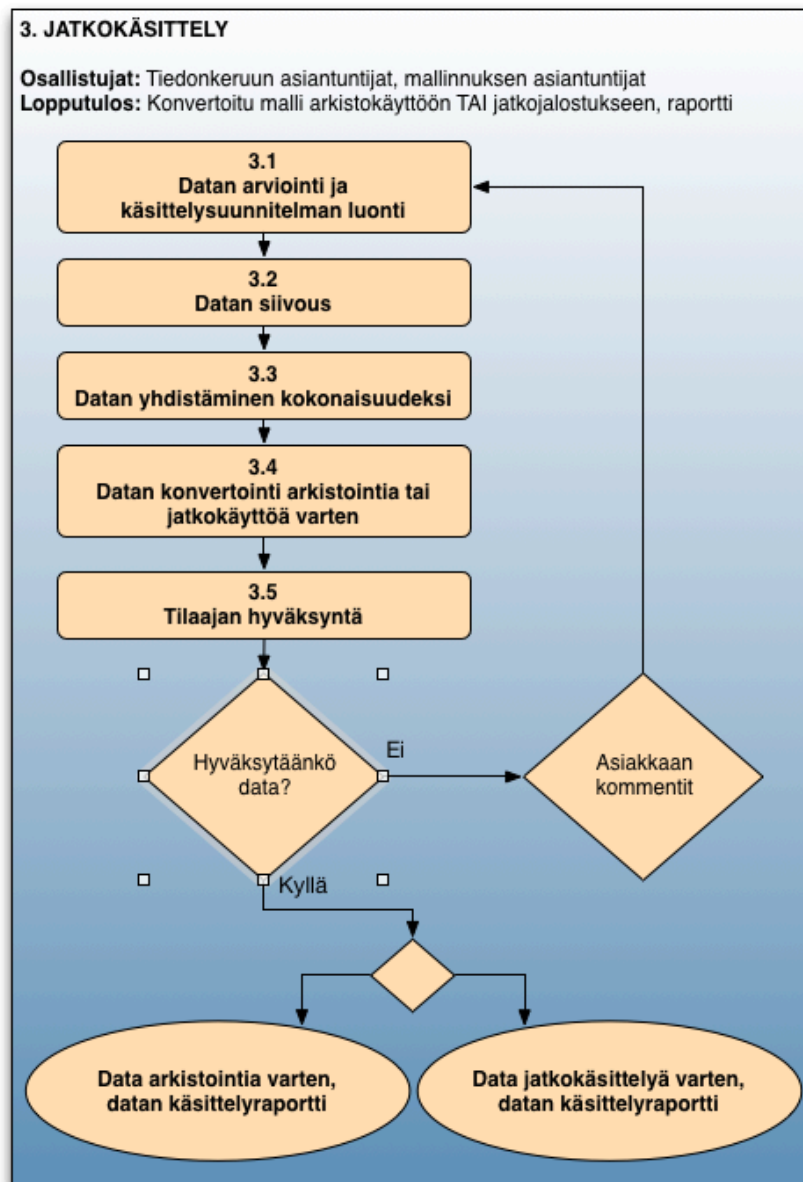 3. JATKOKÄSITTELY
Osallistujat: Tiedonkeruun asiantuntijat, mallinnuksen asiantuntijat
Lopputulos: Konvertoitu malli arkistokäyttöön TAI jatkojalostukseen, raportti
3.1
Datan arviointi ja
käsittelysuunnitelman luonti
3.2
Datan siivous
3.3
Datan yhdistäminen kokonaisuudeksi
3.4
Datan konvertointi arkistointia tai
jatkokäyttöä varten
3.5
Tilaajan hyväksyntä
Hyväksytäänkö
data?
Ei
Asiakkaan
kommentit
Kyllä
Data arkistointia varten,
datan käsittelyraportti
Data jatkokäsittelyä varten,
datan käsittelyraportti